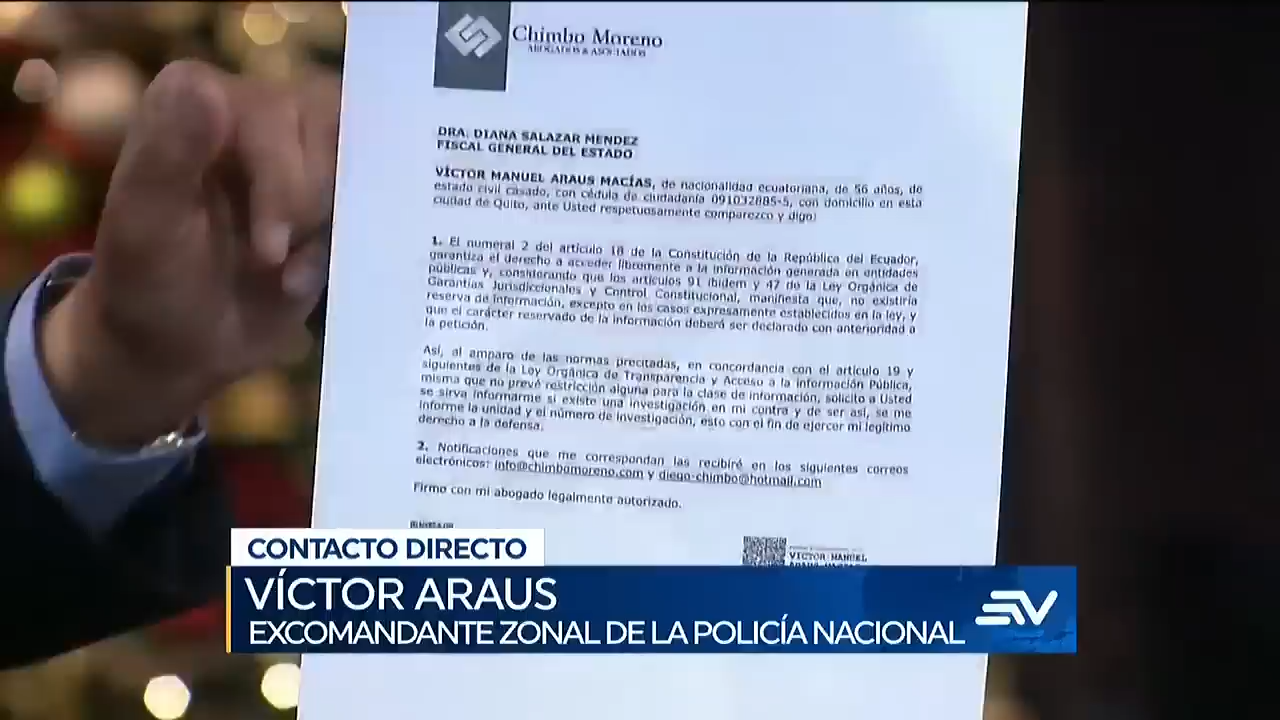 Chimbo Moreno
ABOGADOS & ASOCIADOS
DRA. DIANA SALAZAR MENDEZ
FISCAL GENERAL DEL ESTADO
VÍCTOR MANUEL ARAUS MACÍAS, de nacionalidad ecuatoriana, de 56 años, de
estado civil casado, con cédula de ciudadanía 091032885-5, con domicilio en esta
ciudad de Quito, ante Usted respetuosamente comparezco y digo:
1. El numeral 2 del artículo 18 de la Constitución de la República del Ecuador,
garantiza el derecho a acceder libremente a la información generada en entidades
públicas y, considerando que los artículos 91 ibidem y 47 de la Ley Orgánica de
Garantías Jurisdiccionales y Control Constitucional, manifiesta que, no existiría
reserva de información, excepto en los casos expresamente establecidos en la ley, y
que el carácter reservado de la información deberá ser declarado con anterioridad a
la petición.
Así, al amparo de las normas precitadas, en concordancia con el artículo 19 y
siguientes de la Ley Orgánica de Transparencia y Acceso a la Información Pública,
misma que no prevé restricción alguna para la clase de información, solicito a Usted
se sirva informarme si existe una investigación en mi contra y de ser así, se me
informe la unidad y el número de investigación, esto con el fin de ejercer mi legítimo
derecho a la defensa.
2. Notificaciones que me correspondan las recibiré en los siguientes correos
electrónicos: info@chimbomoreno.com y diego-chimbo@hotmail.com
Firmo con mi abogado legalmente autorizado.
VICTOR MANUEL
CONTACTO DIRECTO
VÍCTOR ARAUS
EXCOMANDANTE ZONAL DE LA POLICÍA NACIONAL